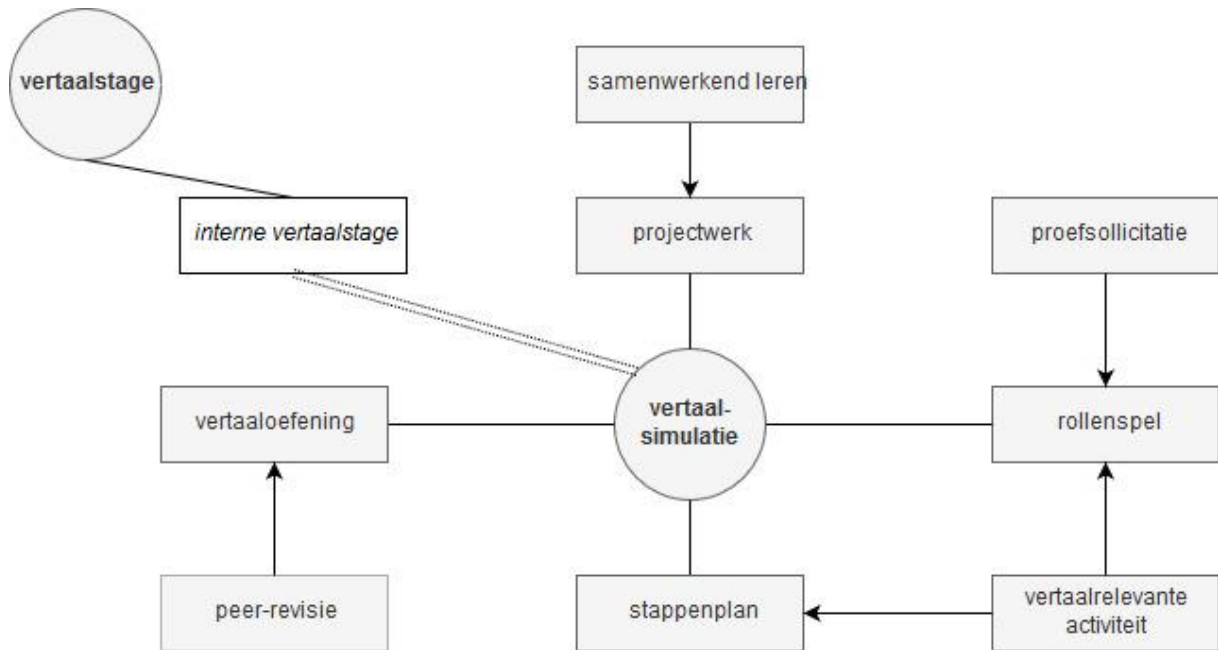 vertaalstage
samenwerkend leren
interne vertaalstage
projectwerk
proefsollicitatie
vertaaloefening
vertaal-
simulatie
rollenspel
peer-revisie
stappenplan
vertaalrelevante
activiteit